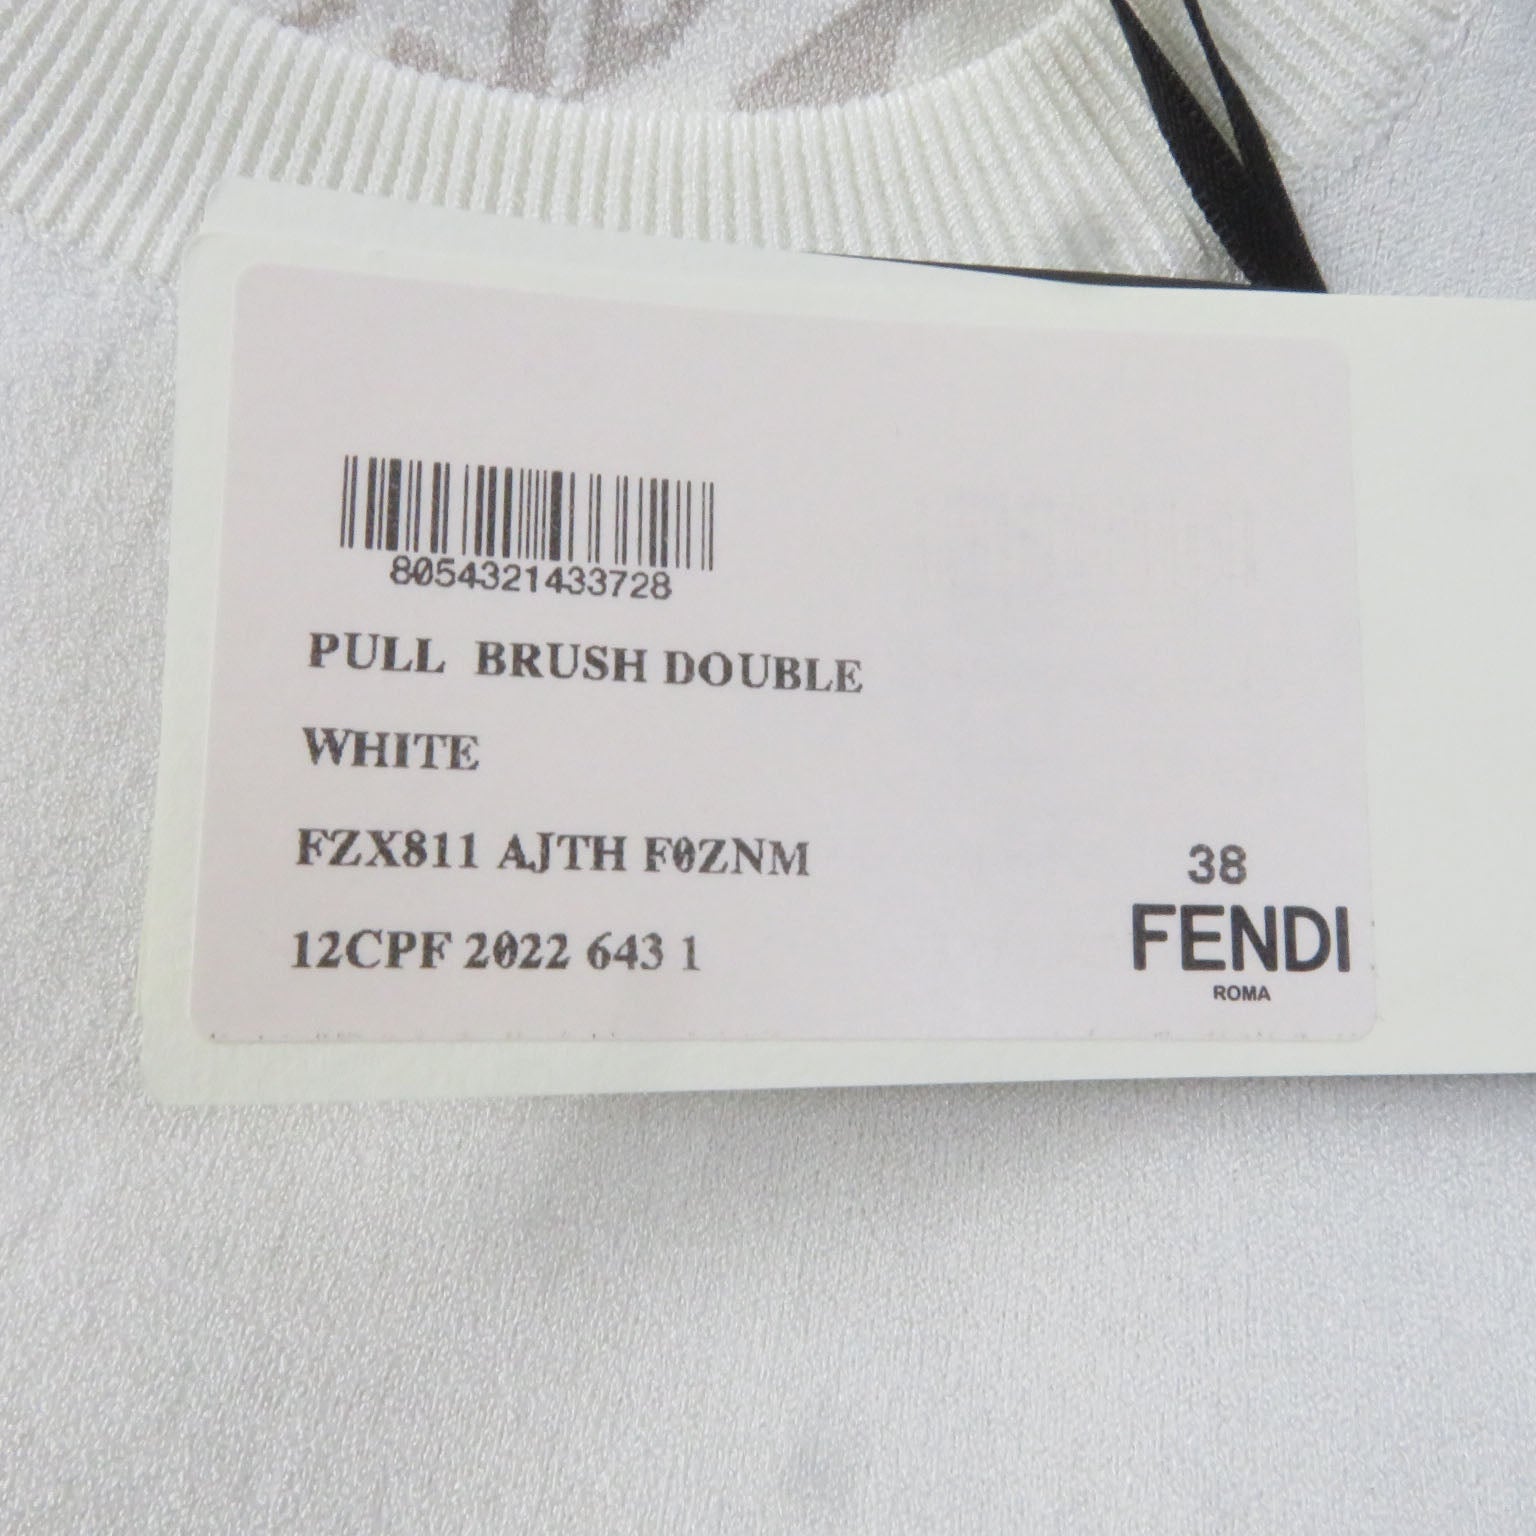 8054321433728
PULL BRUSH DOUBLE
WHITE
FZX811 AJTH F0ZNM
12CPF 2022 643 1
38
FENDI
ROMA